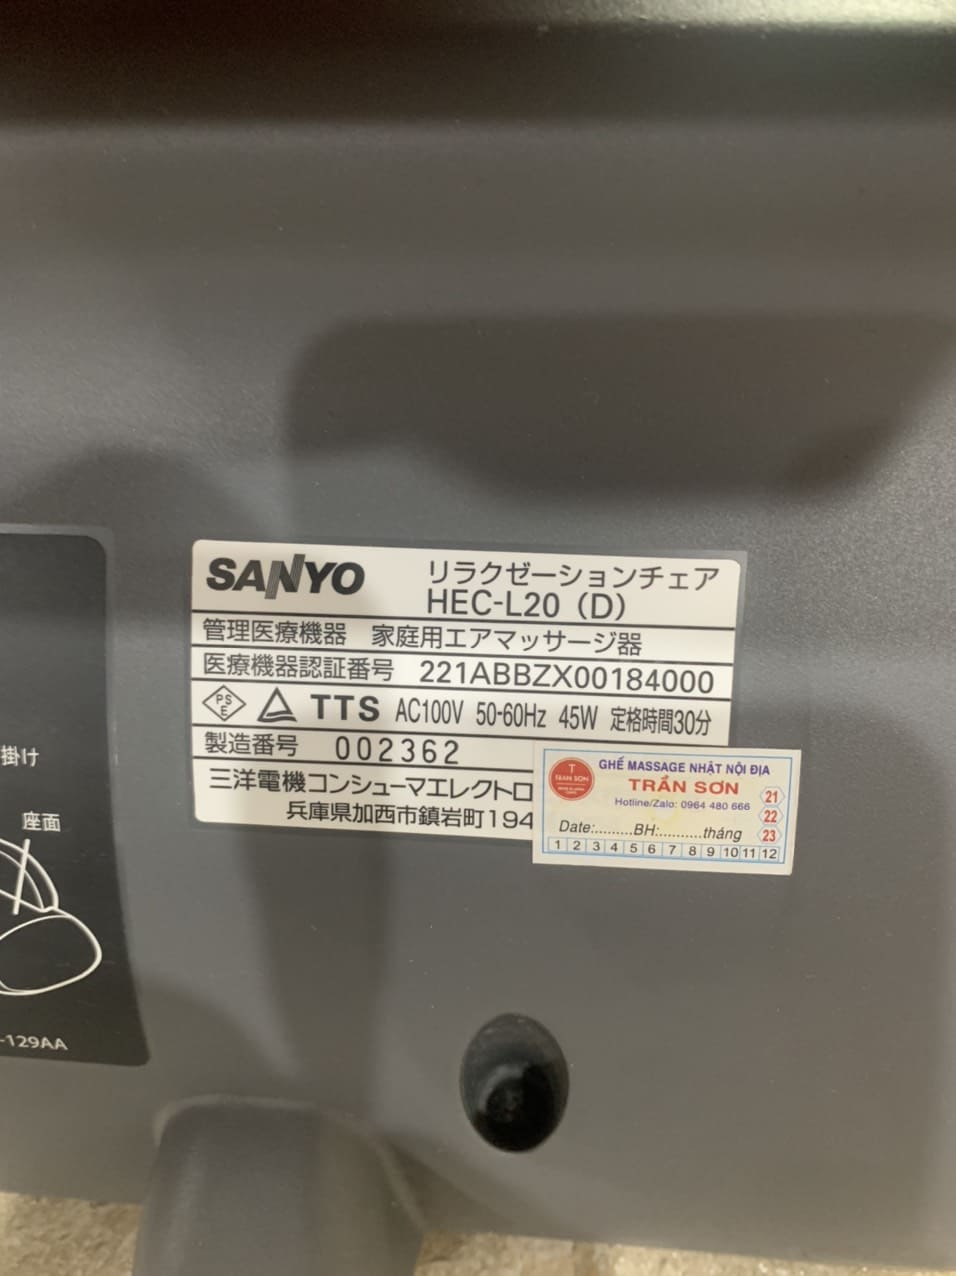 SANYO
リラクゼーションチェア
HEC-L20 (D)
管理医療機器 家庭用エアマッサージ器
医療機器認証番号 221ABBZX00184000
PSE TTS AC100V 50-60Hz 45W 定格時間30分
製造番号 002362
三洋電機コンシューマエレクトロ
兵庫県加西市鎮岩町194
GHẾ MASSAGE NHẬT NỘI ĐỊA
T
TRAN SON
TRẦN SƠN
Hotline/Zalo: 0964 480 666
21
22
23
Date:.........BH:..........tháng
1 2 3 4 5 6 7 8 9 10 11 12
掛け
座面
-129AA